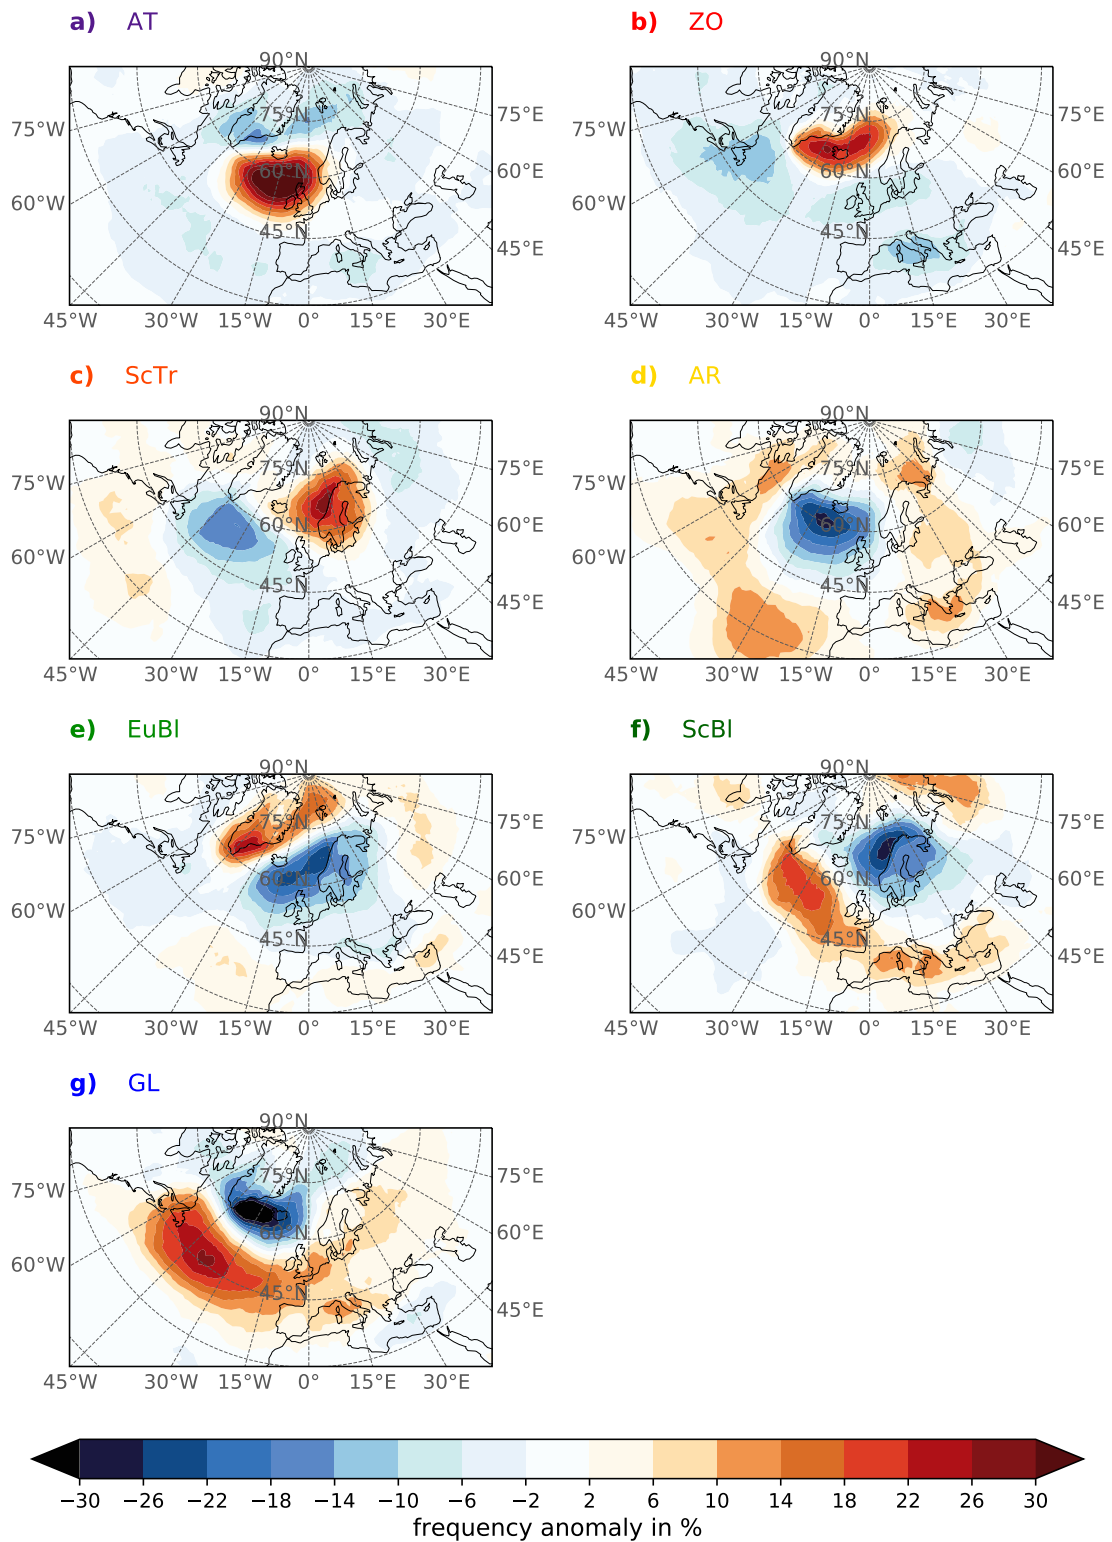 a) AT
b) ZO
90°N
90°N
75°N
75°N
75°W
75°E
75°W
75°E
60°N
60°E
60°N
60°E
60°W
60°W
45°N
45°E
45°N
45°E
45°W 30°W 15°W 0° 15°E 30°E
45°W 30°W 15°W 0° 15°E 30°E
c) ScTr
d) AR
90°N
90°N
75°N
75°N
75°W
75°E
75°W
75°E
60°N
60°E
60°N
60°E
60°W
60°W
45°N
45°E
45°N
45°E
45°W 30°W 15°W 0° 15°E 30°E
45°W 30°W 15°W 0° 15°E 30°E
e) EuBl
f) ScBl
90°N
90°N
75°N
75°N
75°W
75°E
75°W
75°E
60°N
60°E
60°N
60°E
60°W
60°W
45°N
45°E
45°N
45°E
45°W 30°W 15°W 0° 15°E 30°E
45°W 30°W 15°W 0° 15°E 30°E
g) GL
90°N
75°N
75°W
75°E
60°N
60°E
60°W
45°N
45°E
45°W 30°W 15°W 0° 15°E 30°E
−30 −26 −22 −18 −14 −10 −6 −2 2 6 10 14 18 22 26 30
frequency anomaly in %